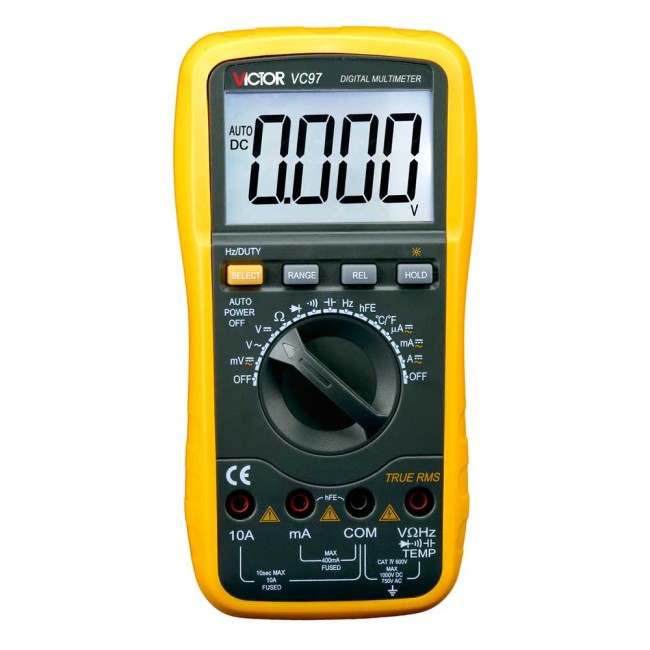 VICTOR VC97 DIGITAL MULTIMETER
AUTO
DC
0.000
V
Hz/DUTY
SELECT RANGE REL HOLD
AUTO
POWER
OFF
Ω Hz hFE
V⎓ °C/°F
V~ μA
mV mA
A
OFF OFF
CE TRUE RMS
hFE
10A mA COM VΩHz
TEMP
MAX
400mA
FUSED
10sec MAX
10A
FUSED
CAT IV 600V
MAX
1000V DC
750V AC